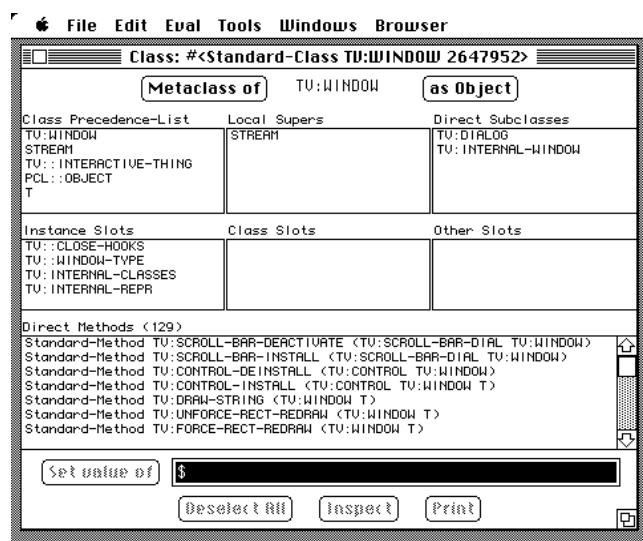 File Edit Eval Tools Windows Browser
Class: #<Standard-Class TV:WINDOW 2647952>
Metaclass of TV:WINDOW as Object
Class Precedence-List Local Supers Direct Subclasses
TV:WINDOW STREAM TV:DIALOG
STREAM TV:INTERNAL-WINDOW
TV::INTERACTIVE-THING
PCL::OBJECT
T
Instance Slots Class Slots Other Slots
TV::CLOSE-HOOKS
TV::WINDOW-TYPE
TV:INTERNAL-CLASSES
TV:INTERNAL-REPR
Direct Methods (129)
Standard-Method TV:SCROLL-BAR-DEACTIVATE (TV:SCROLL-BAR-DIAL TV:WINDOW)
Standard-Method TV:SCROLL-BAR-INSTALL (TV:SCROLL-BAR-DIAL TV:WINDOW)
Standard-Method TV:CONTROL-DEINSTALL (TV:CONTROL TV:WINDOW T)
Standard-Method TV:CONTROL-INSTALL (TV:CONTROL TV:WINDOW T)
Standard-Method TV:DRAW-STRING (TV:WINDOW T)
Standard-Method TV:UNFORCE-RECT-REDRAW (TV:WINDOW T)
Standard-Method TV:FORCE-RECT-REDRAW (TV:WINDOW T)
Set value of $
Deselect All Inspect Print